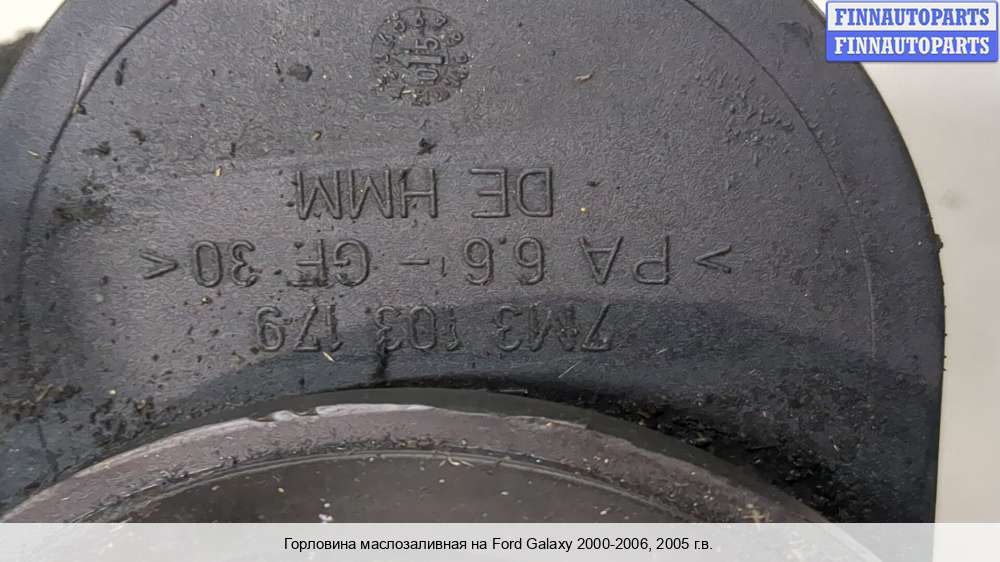 FINNAUTOPARTS
FINNAUTOPARTS
7M3 103 179
> PA 6.6 - GF 30 <
DE HMM
Горловина маслозаливная на Ford Galaxy 2000-2006, 2005 г.в.